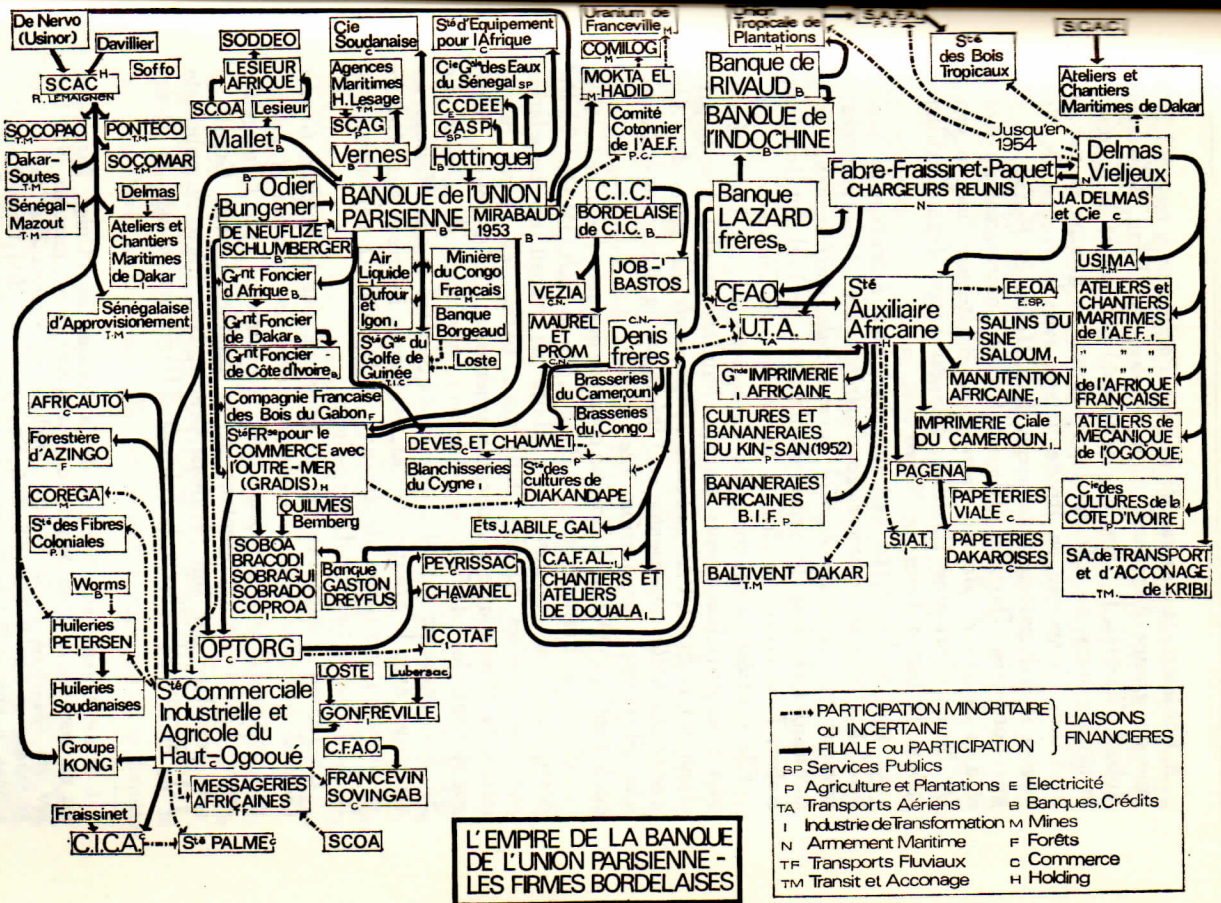 De Nervo
(Usinor)
Davillier
Soffo
SCAC H
R. LEMAIGNEN
SOCOPAO
T.M
PONTECO
T.M
Dakar-
Soutes
T.M
SOCOMAR
T.M
Sénégal-
Mazout
T.M
Delmas
Ateliers et
Chantiers
Maritimes
de Dakar
I
Sénégalaise
d'Approvisionement
T.M
SODDEO
LESIEUR
AFRIQUE
SCOA
Lesieur
Mallet B
Cie
Soudanaise
C
Agences
Maritimes
H. Lesage
T.M
SCAG
P
Vernes
B
Sté d'Equipement
pour l'Afrique
C
Cie Gale des Eaux
du Sénégal SP
C.CDEE
E
CASP
SP
Hottinguer
B
Uranium de
Franceville
M
COMILOG
M
MOKTA EL
HADID
M
Comité
Cotonnier
de l'A.E.F.
P.C.
Union
Tropicale de
Plantations
H
S.A.F.A.
P.F
Sté
des Bois
Tropicaux
S.C.A.C.
Ateliers et
Chantiers
Maritimes de Dakar
I
Banque de
RIVAUD B
BANQUE de
l'INDOCHINE
B
Jusqu'en
1954
Delmas
Vieljeux
N
J.A. DELMAS
et Cie C
Fabre-Fraissinet-Paquet
CHARGEURS REUNIS
N
Banque
LAZARD
frères B
Odier
Bungener
B
BANQUE de l'UNION
PARISIENNE B
MIRABAUD
1953
B
DE NEUFLIZE
SCHLUMBERGER
B
C.I.C.
BORDELAISE
de C.I.C. B
JOB-
BASTOS
I
VEZIA
C.N.
MAUREL
ET
PROM
C.N.
Denis
frères
C.N.
Grnt Foncier
d'Afrique B
Grnt Foncier
de Dakar B
Grnt Foncier
de Côte d'Ivoire B
Air
Liquide
I
Dufour
et
Igon I
Sté Gale du
Golfe de
Guinée
T.I.C
Minière
du Congo
Francais
M
Banque
Borgeaud
Loste
Compagnie Francaise
des Bois du Gabon F
Sté FRse pour le
COMMERCE avec
l'OUTRE-MER
(GRADIS) H
DEVES ET CHAUMET
Blanchisseries
du Cygne I
Sté des
cultures de
DIAKANDAPE
P
Brasseries
du Cameroun
I
Brasseries
du Congo
I
Ets J. ABILE GAL
C.A.F.A.L. I
CHANTIERS ET
ATELIERS
DE DOUALA I
CFAO
C
U.T.A.
TA
Sté
Auxiliaire
Africaine
H
E.E.O.A.
E.SP.
SALINS DU
SINE
SALOUM I
MANUTENTION
AFRICAINE I
IMPRIMERIE Ciale
DU CAMEROUN I
Gnde IMPRIMERIE
AFRICAINE
I
CULTURES ET
BANANERAIES
DU KIN-SAN (1952)
P
BANANERAIES
AFRICAINES
B.I.F. P
BALTIVENT DAKAR
T.M
S.I.A.T.
I
PAGENA
C
PAPETERIES
VIALE C
PAPETERIES
DAKAROISES
C
USIMA
T.M
ATELIERS et
CHANTIERS
MARITIMES
de l'A.E.F. I
" " "
" " "
de l'AFRIQUE
FRANÇAISE
I
ATELIERS de
MECANIQUE
de l'OGOOUE
I
Cie des
CULTURES de la
COTE D'IVOIRE
P
S.A. de TRANSPORT
et d'ACCONAGE
de KRIBI
TM.
AFRICAUTO
C
Forestière
d'AZINGO
F
COREGA
M
Sté des Fibres
Coloniales
P.I
Worms
B
Huileries
PETERSEN
I
Huileries
Soudanaises
I
Groupe
KONG
Fraissinet
C.I.C.A. C
QUILMES
Bemberg
SOBOA
BRACODI
SOBRAGUI
SOBRADO
COPROA
I
Banque
GASTON
DREYFUS
PEYRISSAC
C
CHAVANEL
C
ICOTAF
I
OPTORG
C
Sté Commerciale
Industrielle et
Agricole du
Haut-Ogooué
C
LOSTE
Lubersac
GONFREVILLE
I
C.F.A.O.
FRANCEVIN
SOVINGAB
C
MESSAGERIES
AFRICAINES
TF
Sté PALME C
SCOA
L'EMPIRE DE LA BANQUE
DE L'UNION PARISIENNE -
LES FIRMES BORDELAISES
PARTICIPATION MINORITAIRE
ou INCERTAINE
FILIALE ou PARTICIPATION
LIAISONS
FINANCIERES
SP Services Publics
P Agriculture et Plantations E Electricité
TA Transports Aériens B Banques.Crédits
I Industrie de Transformation M Mines
N Armement Maritime F Forêts
TF Transports Fluviaux C Commerce
TM Transit et Acconage H Holding